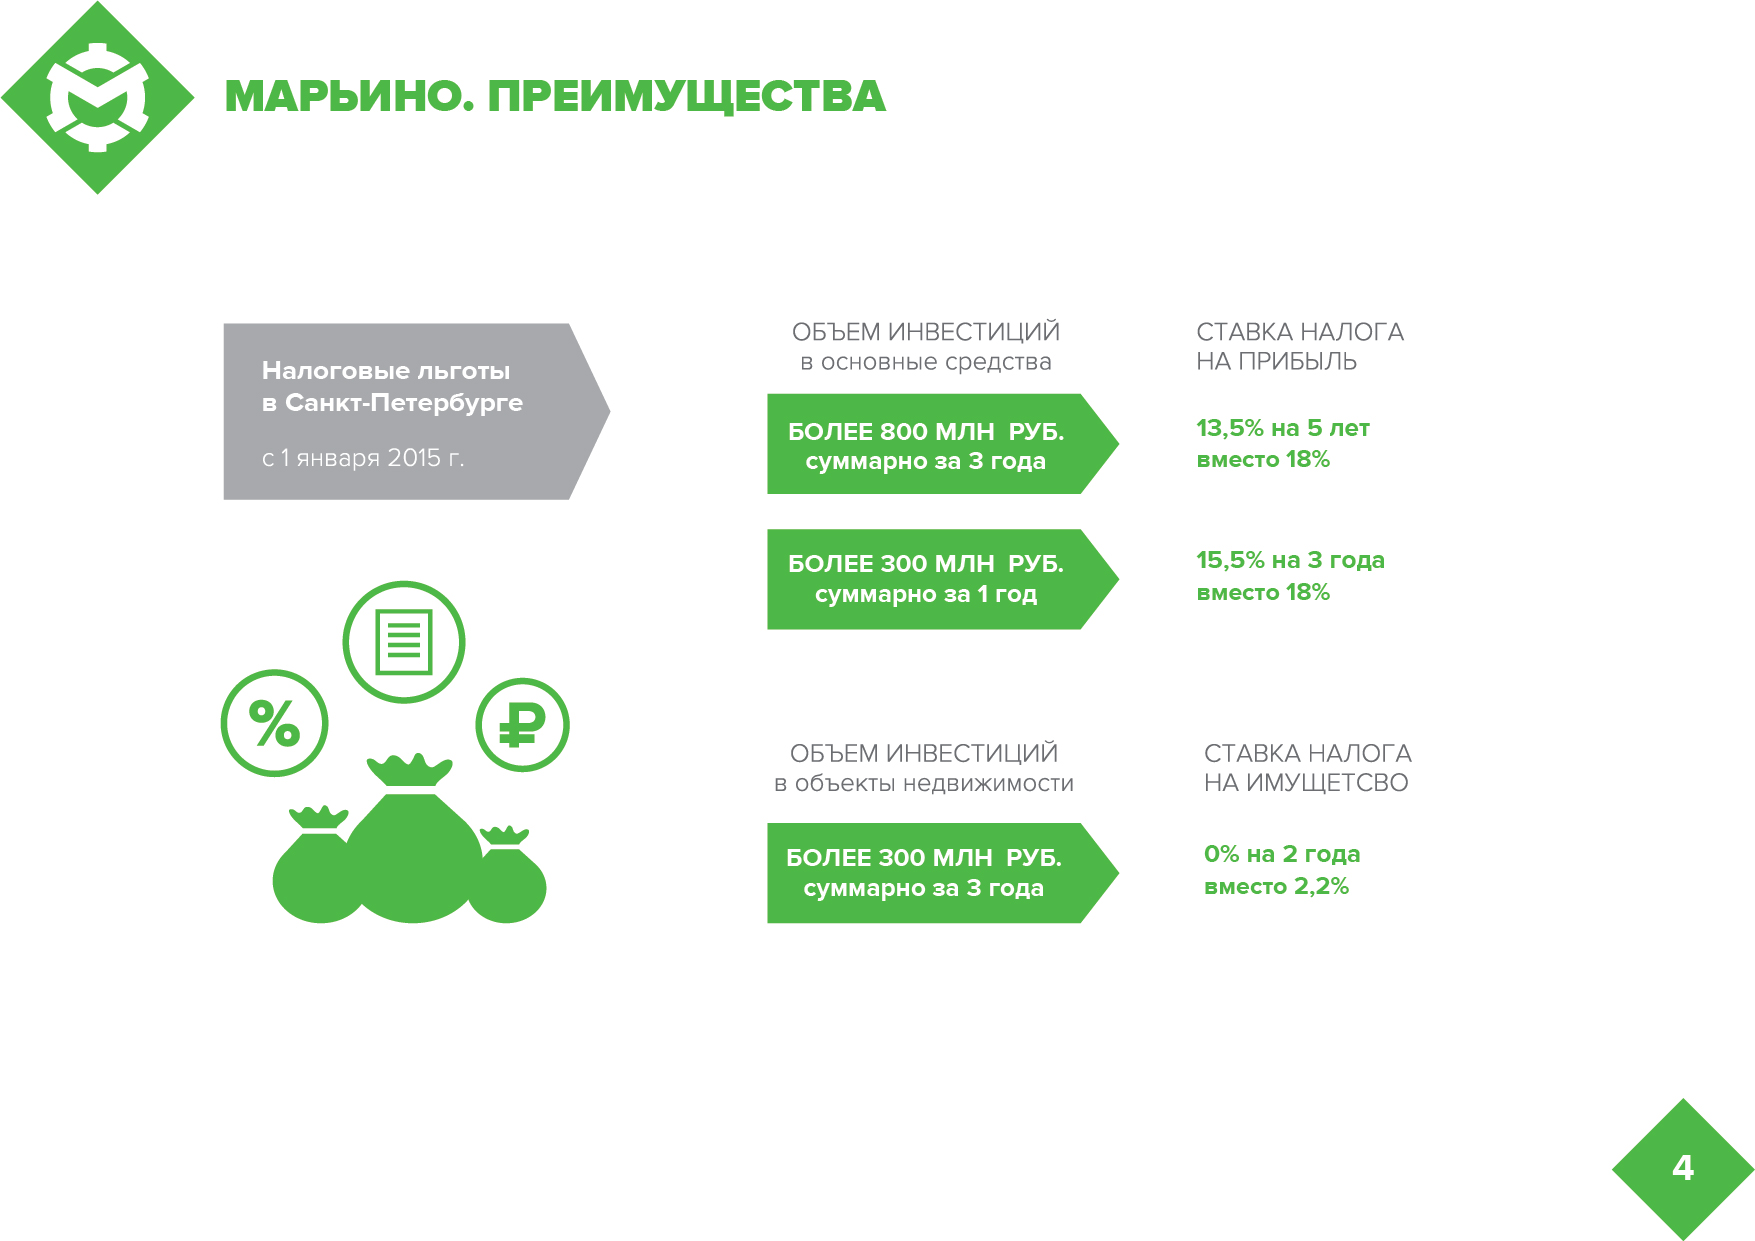 МАРЬИНО. ПРЕИМУЩЕСТВА
Налоговые льготы
в Санкт-Петербурге
с 1 января 2015 г.
ОБЪЕМ ИНВЕСТИЦИЙ
в основные средства
СТАВКА НАЛОГА
НА ПРИБЫЛЬ
БОЛЕЕ 800 МЛН РУБ.
суммарно за 3 года
13,5% на 5 лет
вместо 18%
БОЛЕЕ 300 МЛН РУБ.
суммарно за 1 год
15,5% на 3 года
вместо 18%
%
₽
ОБЪЕМ ИНВЕСТИЦИЙ
в объекты недвижимости
СТАВКА НАЛОГА
НА ИМУЩЕТСВО
БОЛЕЕ 300 МЛН РУБ.
суммарно за 3 года
0% на 2 года
вместо 2,2%
4